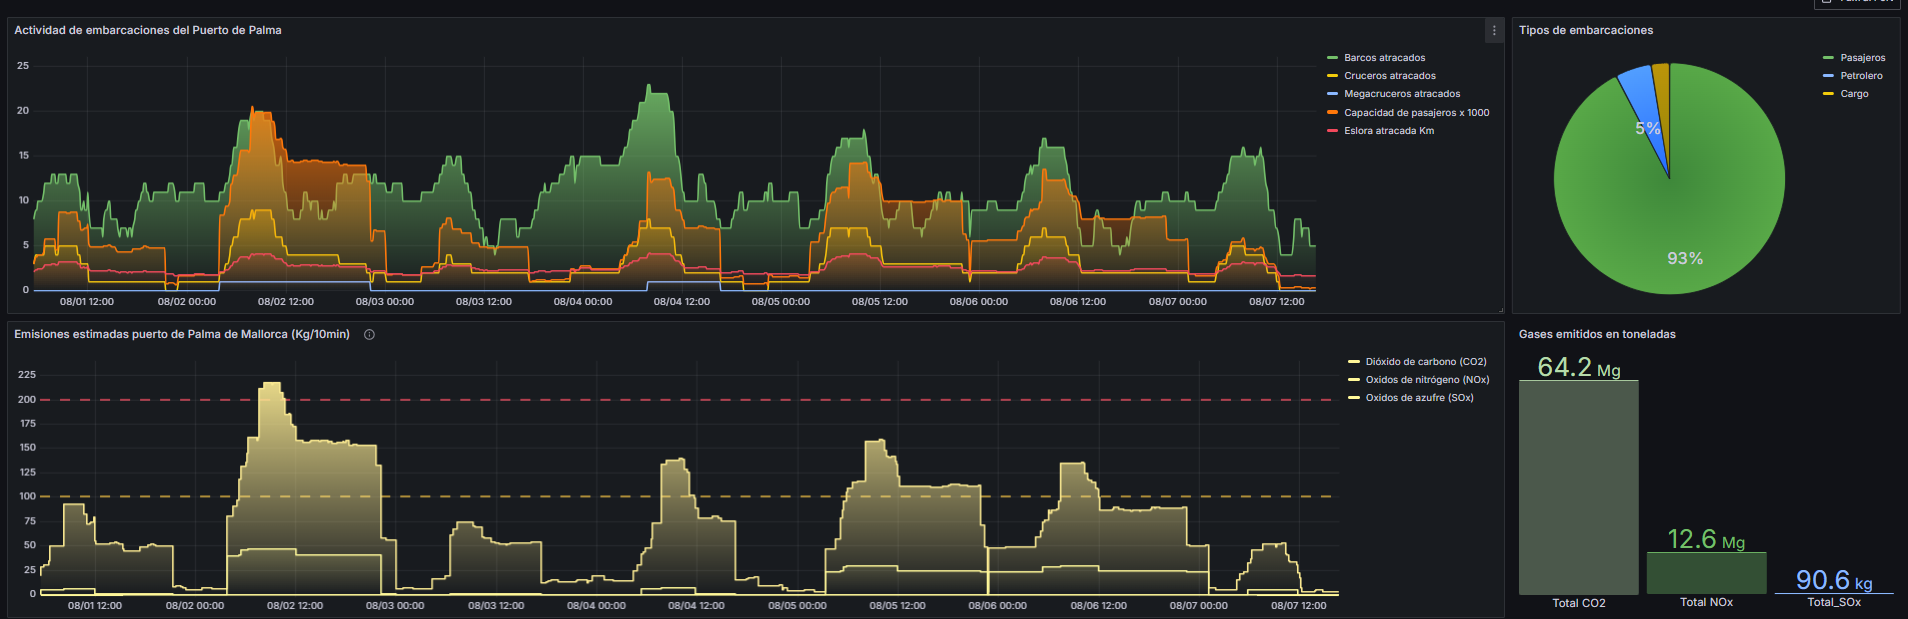 Actividad de embarcaciones del Puerto de Palma
25
20
15
10
5
0
08/01 12:00 08/02 00:00 08/02 12:00 08/03 00:00 08/03 12:00 08/04 00:00 08/04 12:00 08/05 00:00 08/05 12:00 08/06 00:00 08/06 12:00 08/07 00:00 08/07 12:00
Barcos atracados
Cruceros atracados
Megacruceros atracados
Capacidad de pasajeros x 1000
Eslora atracada Km
Tipos de embarcaciones
5%
93%
Pasajeros
Petrolero
Cargo
Emisiones estimadas puerto de Palma de Mallorca (Kg/10min)
225
200
175
150
125
100
75
50
25
0
08/01 12:00 08/02 00:00 08/02 12:00 08/03 00:00 08/03 12:00 08/04 00:00 08/04 12:00 08/05 00:00 08/05 12:00 08/06 00:00 08/06 12:00 08/07 00:00 08/07 12:00
Dióxido de carbono (CO2)
Oxidos de nitrógeno (NOx)
Oxidos de azufre (SOx)
Gases emitidos en toneladas
64.2 Mg
12.6 Mg
90.6 kg
Total CO2
Total NOx
Total_SOx